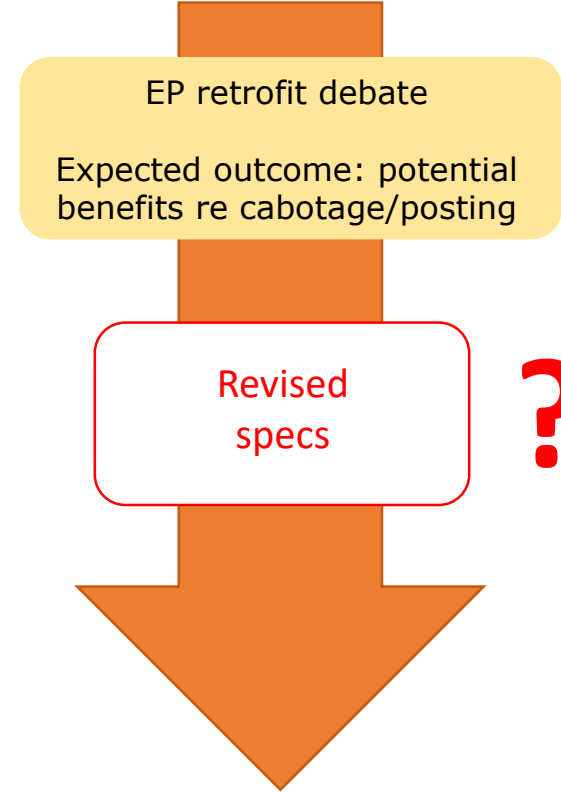 EP retrofit debate
Expected outcome: potential
benefits re cabotage/posting
Revised
specs
?